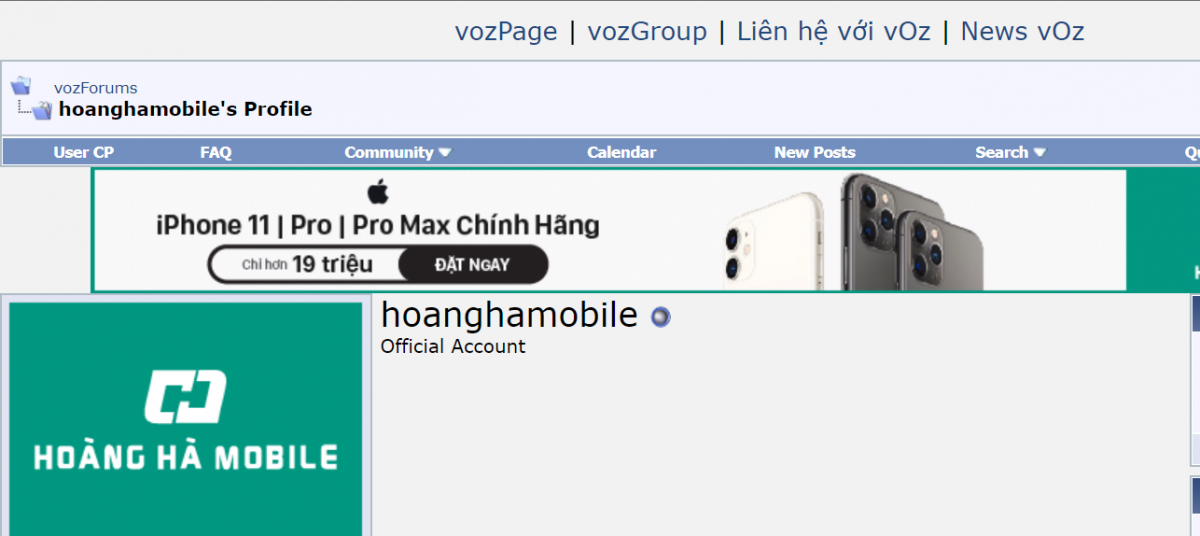 vozPage | vozGroup | Liên hệ với vOz | News vOz
vozForums
hoanghamobile's Profile
User CP FAQ Community Calendar New Posts Search
iPhone 11 | Pro | Pro Max Chính Hãng
Chỉ hơn 19 triệu ĐẶT NGAY
hoanghamobile
Official Account
HOÀNG HÀ MOBILE